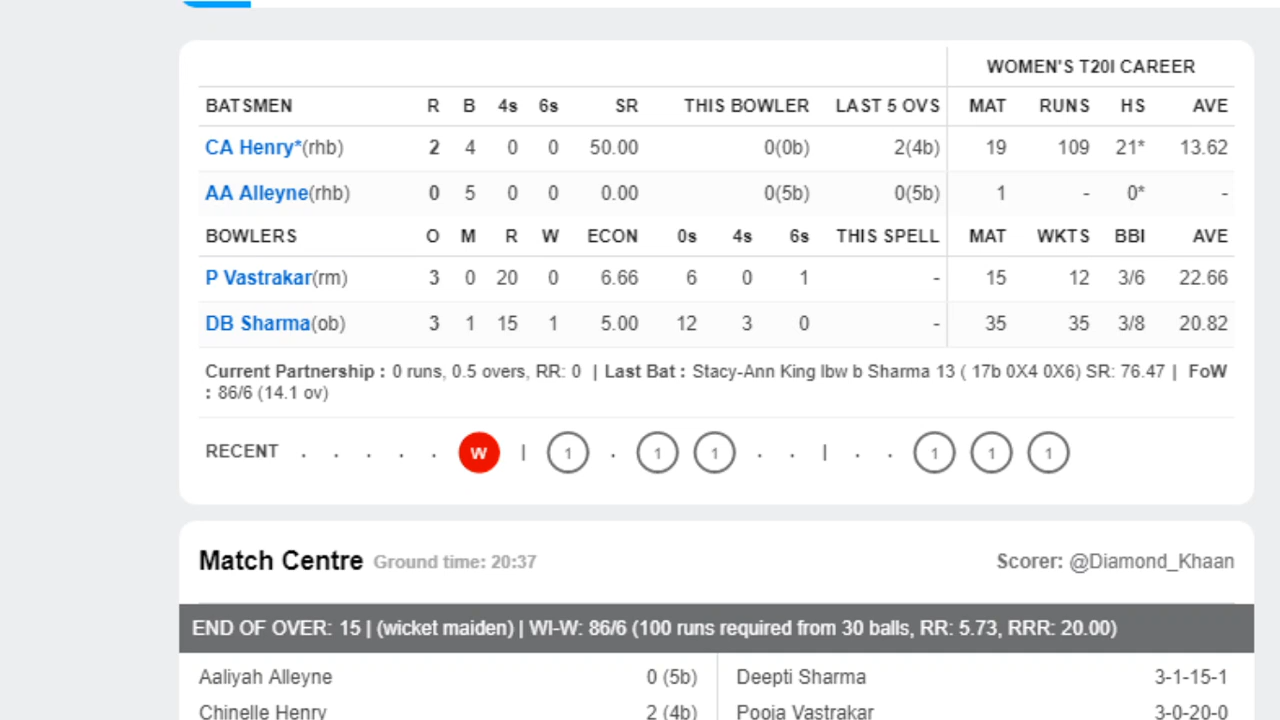 WOMEN'S T20I CAREER
BATSMEN R B 4s 6s SR THIS BOWLER LAST 5 OVS MAT RUNS HS AVE
CA Henry*(rhb) 2 4 0 0 50.00 0(0b) 2(4b) 19 109 21* 13.62
AA Alleyne(rhb) 0 5 0 0 0.00 0(5b) 0(5b) 1 - 0* -
BOWLERS O M R W ECON 0s 4s 6s THIS SPELL MAT WKTS BBI AVE
P Vastrakar(rm) 3 0 20 0 6.66 6 0 1 - 15 12 3/6 22.66
DB Sharma(ob) 3 1 15 1 5.00 12 3 0 - 35 35 3/8 20.82
Current Partnership : 0 runs, 0.5 overs, RR: 0 | Last Bat : Stacy-Ann King lbw b Sharma 13 ( 17b 0X4 0X6) SR: 76.47 | FoW
: 86/6 (14.1 ov)
RECENT . . . . . W | 1 . 1 1 . . | . . 1 1 1
Match Centre Ground time: 20:37 Scorer: @Diamond_Khaan
END OF OVER: 15 | (wicket maiden) | WI-W: 86/6 (100 runs required from 30 balls, RR: 5.73, RRR: 20.00)
Aaliyah Alleyne 0 (5b) Deepti Sharma 3-1-15-1
Chinelle Henry 2 (4b) Pooja Vastrakar 3-0-20-0